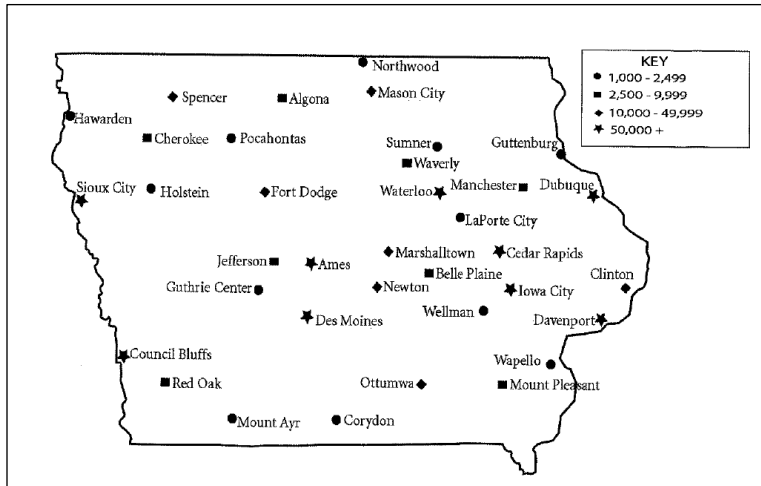 Northwood
KEY
1,000 - 2,499
2,500 - 9,999
10,000 - 49,999
50,000 +
Spencer
Algona
Mason City
Hawarden
Cherokee
Pocahontas
Sumner
Guttenburg
Waverly
Sioux City
Holstein
Fort Dodge
Waterloo
Manchester
Dubuque
LaPorte City
Marshalltown
Cedar Rapids
Jefferson
Ames
Belle Plaine
Clinton
Guthrie Center
Newton
Iowa City
Wellman
Des Moines
Davenport
Council Bluffs
Wapello
Red Oak
Ottumwa
Mount Pleasant
Mount Ayr
Corydon